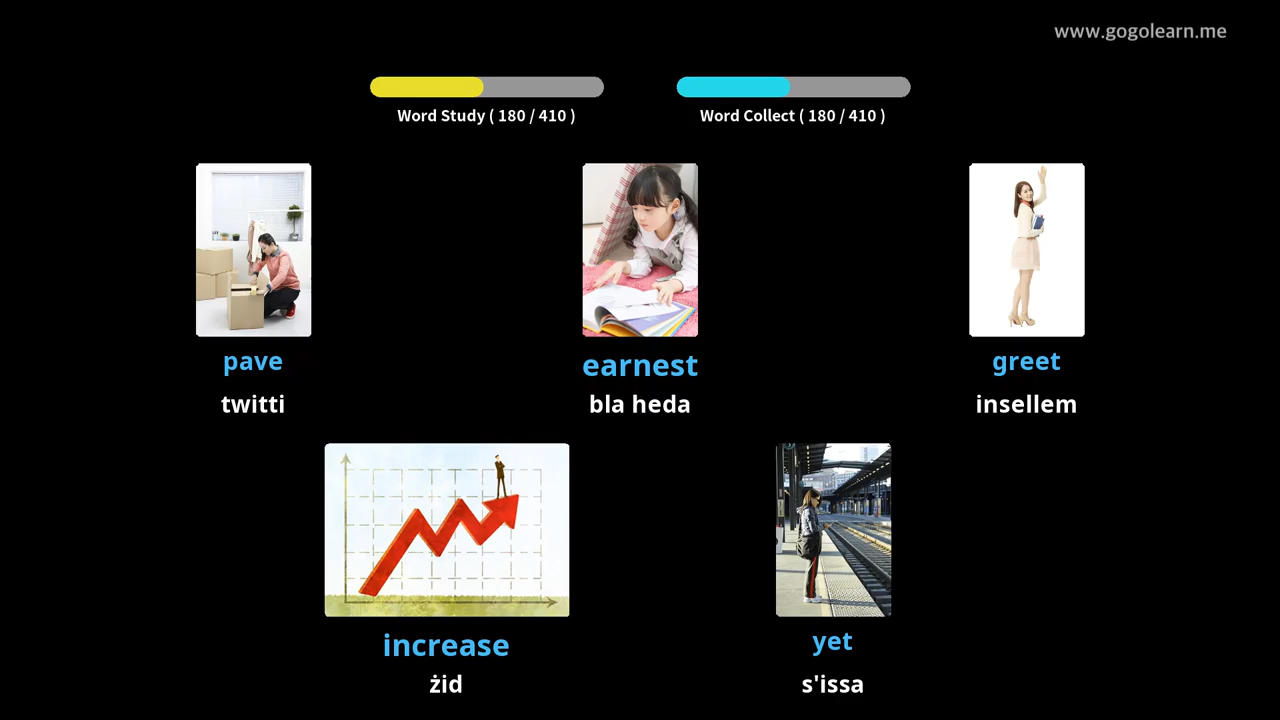 www.gogolearn.me
Word Study ( 180 / 410 )
Word Collect ( 180 / 410 )
pave
twitti
earnest
bla heda
greet
insellem
increase
żid
yet
s'issa